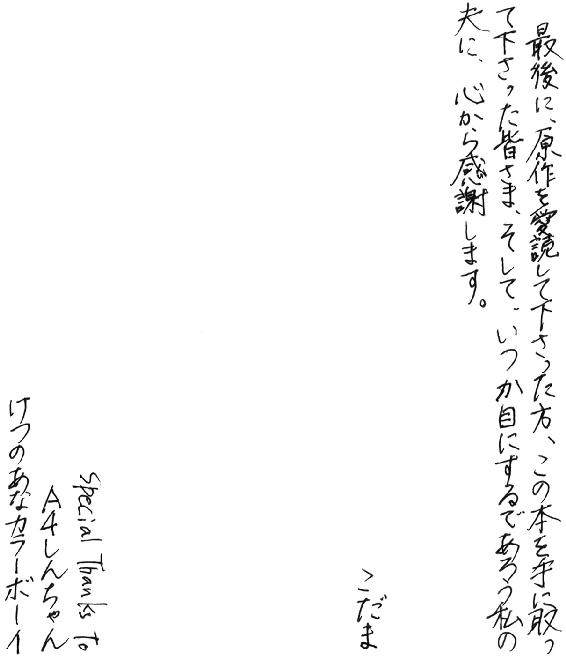 最後に、原作を愛読して下さった方、この本を手に取っ
て下さった皆さま、そして、いつか目にするであろう私の
夫に、心から感謝します。
こだま
Special Thanks to
A4しんちゃん
けつのあなカラーボーイ